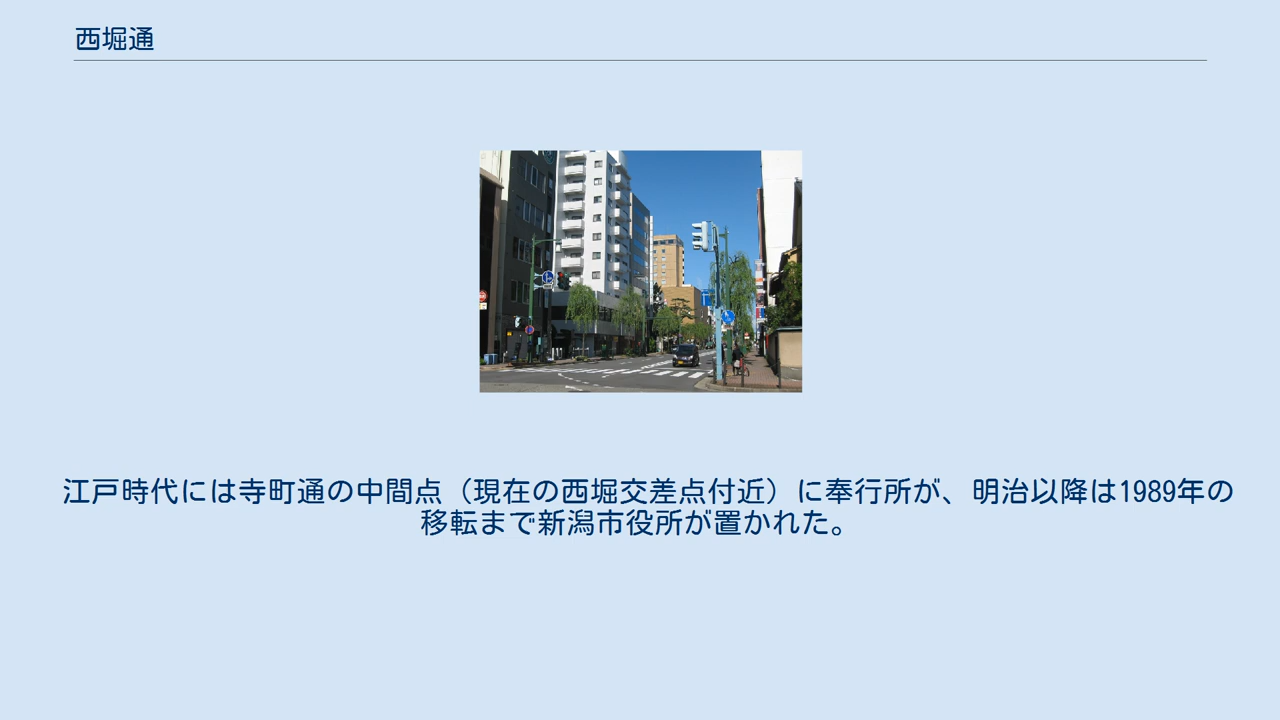 西堀通
江戸時代には寺町通の中間点（現在の西堀交差点付近）に奉行所が、明治以降は1989年の
移転まで新潟市役所が置かれた。